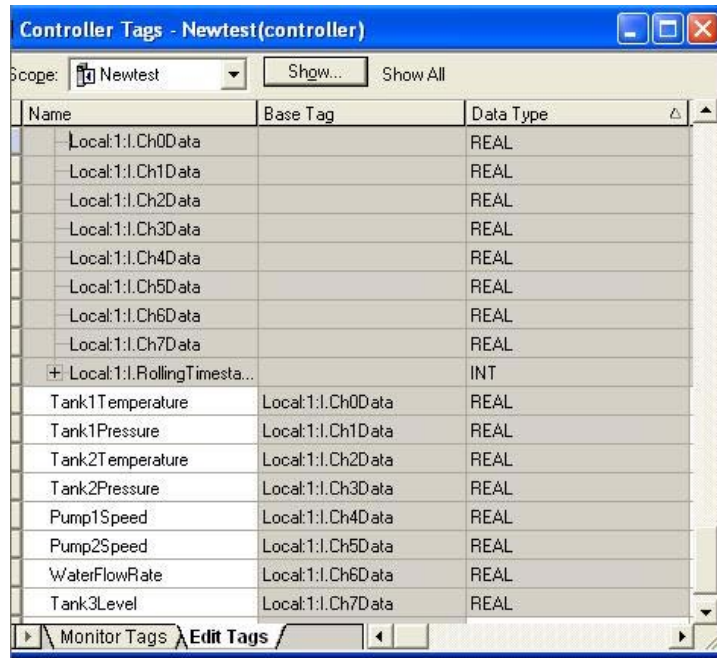 Controller Tags - Newtest(controller)
Scope: Newtest Show... Show All
Name Base Tag Data Type
Local:1:I.Ch0Data REAL
Local:1:I.Ch1Data REAL
Local:1:I.Ch2Data REAL
Local:1:I.Ch3Data REAL
Local:1:I.Ch4Data REAL
Local:1:I.Ch5Data REAL
Local:1:I.Ch6Data REAL
Local:1:I.Ch7Data REAL
Local:1:I.RollingTimesta... INT
Tank1Temperature Local:1:I.Ch0Data REAL
Tank1Pressure Local:1:I.Ch1Data REAL
Tank2Temperature Local:1:I.Ch2Data REAL
Tank2Pressure Local:1:I.Ch3Data REAL
Pump1Speed Local:1:I.Ch4Data REAL
Pump2Speed Local:1:I.Ch5Data REAL
WaterFlowRate Local:1:I.Ch6Data REAL
Tank3Level Local:1:I.Ch7Data REAL
Monitor Tags Edit Tags